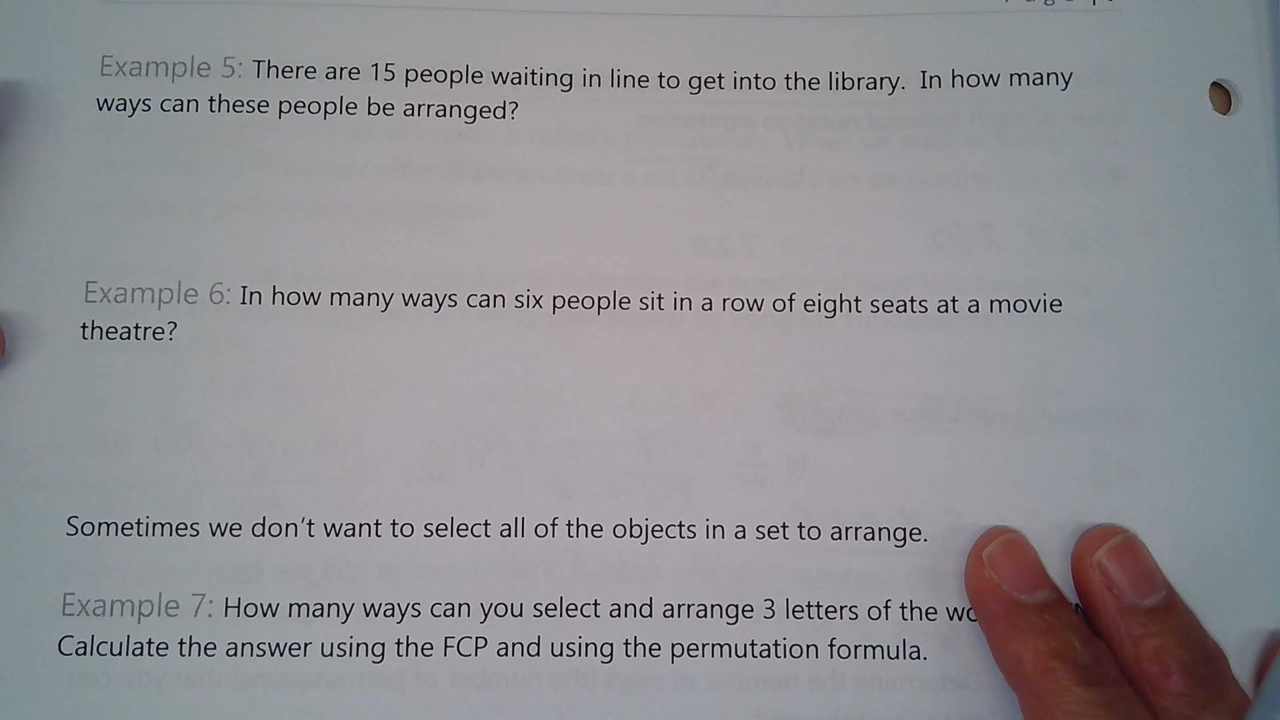 Example 5: There are 15 people waiting in line to get into the library. In how many
ways can these people be arranged?
Example 6: In how many ways can six people sit in a row of eight seats at a movie
theatre?
Sometimes we don't want to select all of the objects in a set to arrange.
Example 7: How many ways can you select and arrange 3 letters of the
Calculate the answer using the FCP and using the permutation formula.